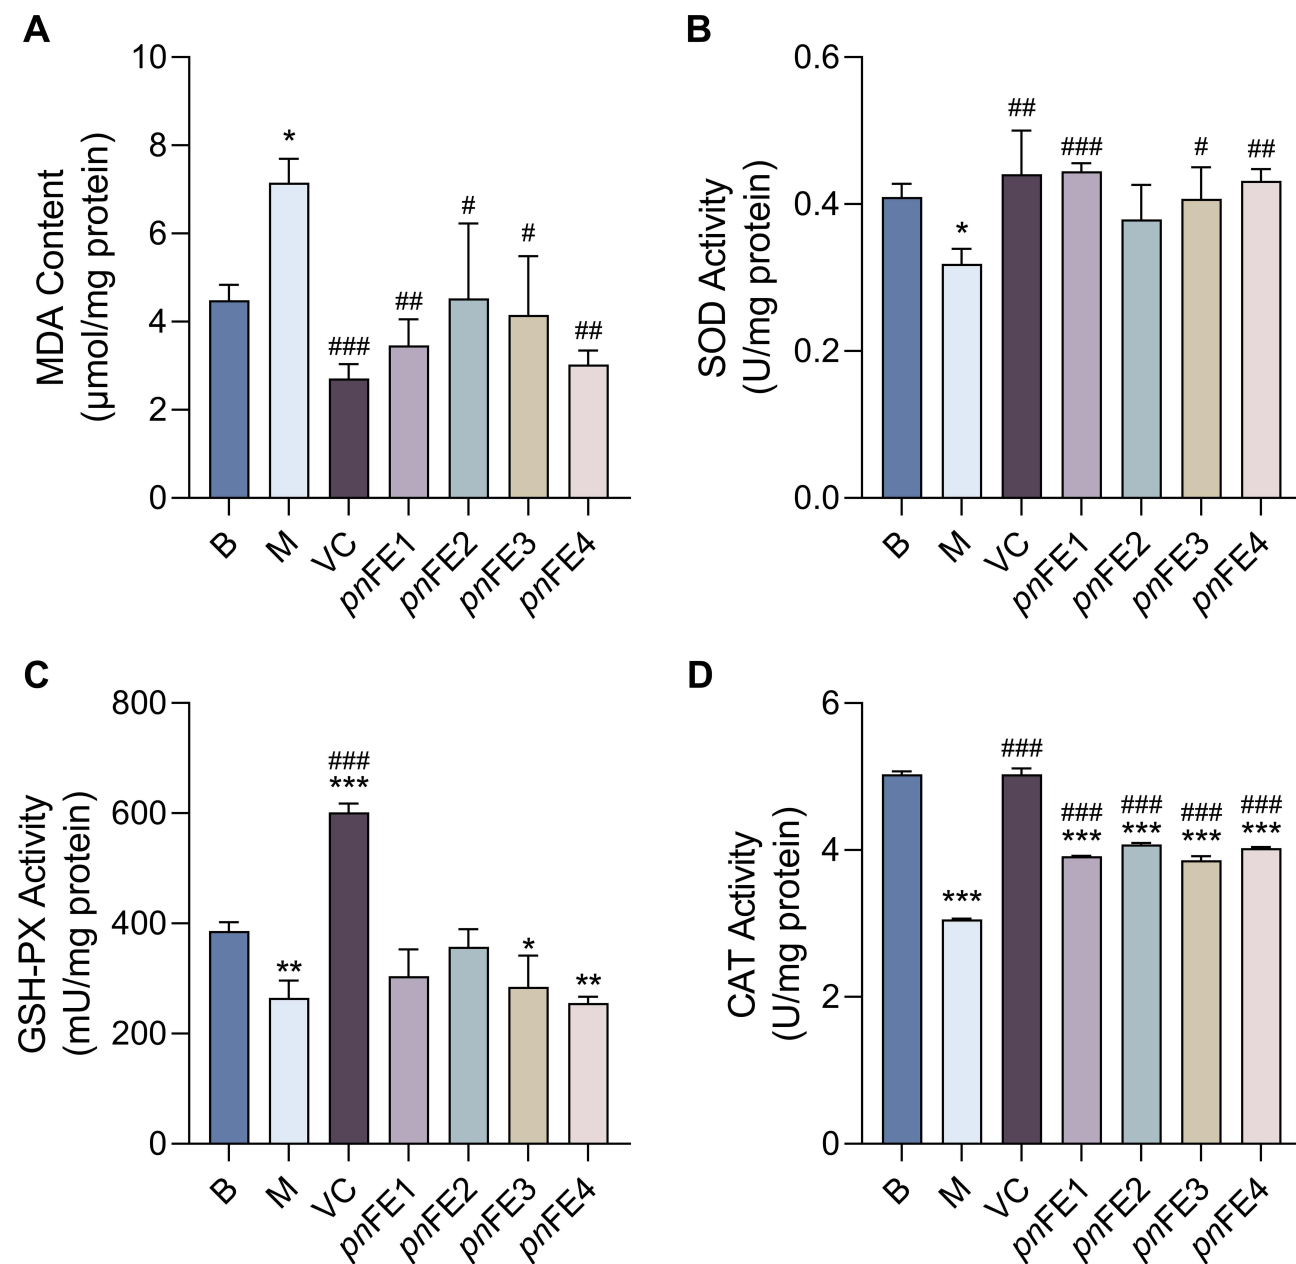 A
MDA Content
(μmol/mg protein)
10
8
6
4
2
0
*
###
##
#
#
##
B
M
VC
pnFE1
pnFE2
pnFE3
pnFE4
B
SOD Activity
(U/mg protein)
0.6
0.4
0.2
0.0
*
##
###
#
##
B
M
VC
pnFE1
pnFE2
pnFE3
pnFE4
C
GSH-PX Activity
(mU/mg protein)
800
600
400
200
0
**
###
***
*
**
B
M
VC
pnFE1
pnFE2
pnFE3
pnFE4
D
CAT Activity
(U/mg protein)
6
4
2
0
***
###
###
***
###
***
###
***
###
***
B
M
VC
pnFE1
pnFE2
pnFE3
pnFE4